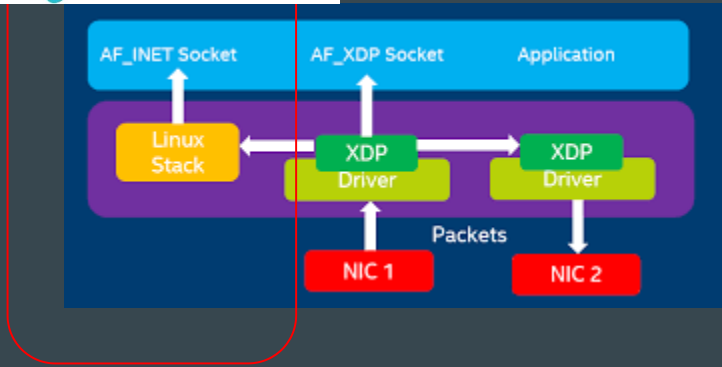 AF_INET Socket
AF_XDP Socket
Application
Linux
Stack
XDP
Driver
XDP
Driver
Packets
NIC 1
NIC 2